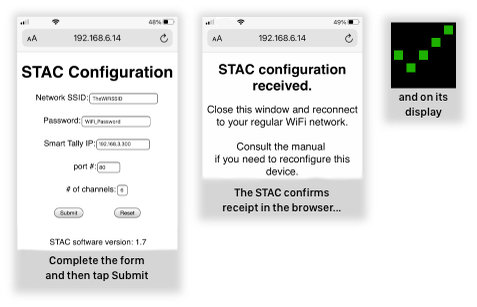 48%
AA 192.168.6.14
STAC Configuration
Network SSID: TheWiFiSSID
Password: WiFi_Password
Smart Tally IP: 192.168.3.300
port #: 80
# of channels: 6
Submit Reset
STAC software version: 1.7
Complete the form
and then tap Submit
49%
AA 192.168.6.14
STAC configuration
received.
Close this window and reconnect
to your regular WiFi network.
Consult the manual
if you need to reconfigure this
device.
The STAC confirms
receipt in the browser...
and on its
display